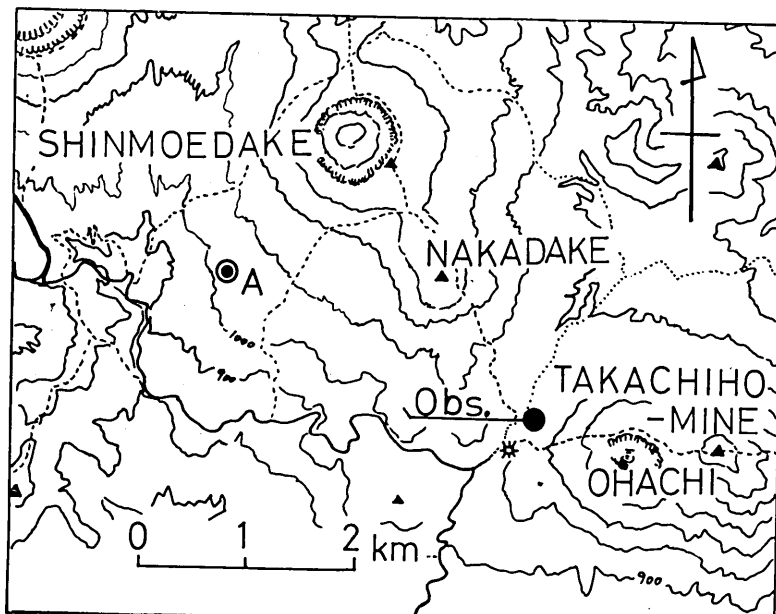 SHINMOEDAKE
NAKADAKE
A
1000
900
Obs.
TAKACHIHO
-MINE
OHACHI
0 1 2
km
900